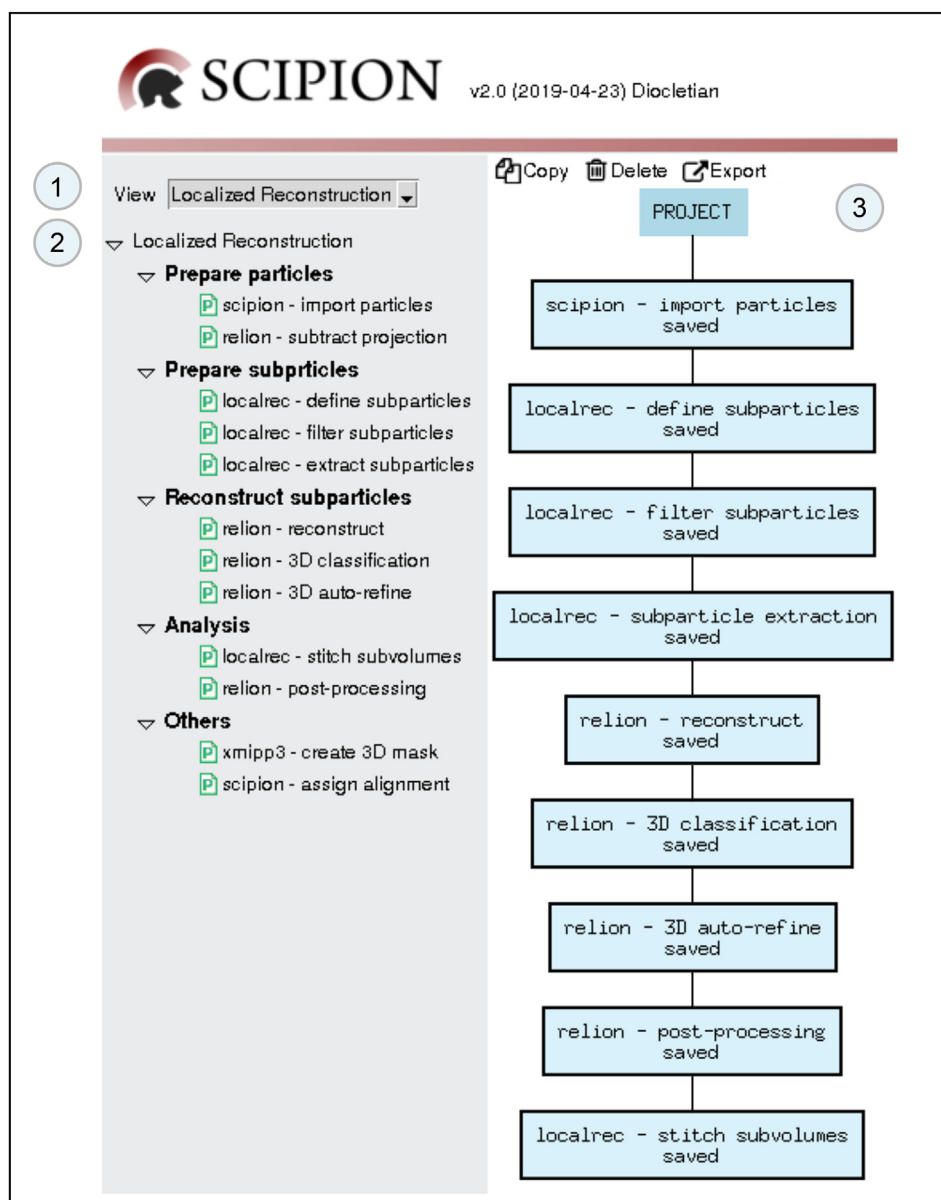 SCIPION v2.0 (2019-04-23) Diocletian
1
View Localized Reconstruction
2
Localized Reconstruction
Prepare particles
scipion - import particles
relion - subtract projection
Prepare subprticles
localrec - define subparticles
localrec - filter subparticles
localrec - extract subparticles
Reconstruct subparticles
relion - reconstruct
relion - 3D classification
relion - 3D auto-refine
Analysis
localrec - stitch subvolumes
relion - post-processing
Others
xmipp3 - create 3D mask
scipion - assign alignment
Copy Delete Export
3
PROJECT
scipion - import particles
saved
localrec - define subparticles
saved
localrec - filter subparticles
saved
localrec - subparticle extraction
saved
relion - reconstruct
saved
relion - 3D classification
saved
relion - 3D auto-refine
saved
relion - post-processing
saved
localrec - stitch subvolumes
saved